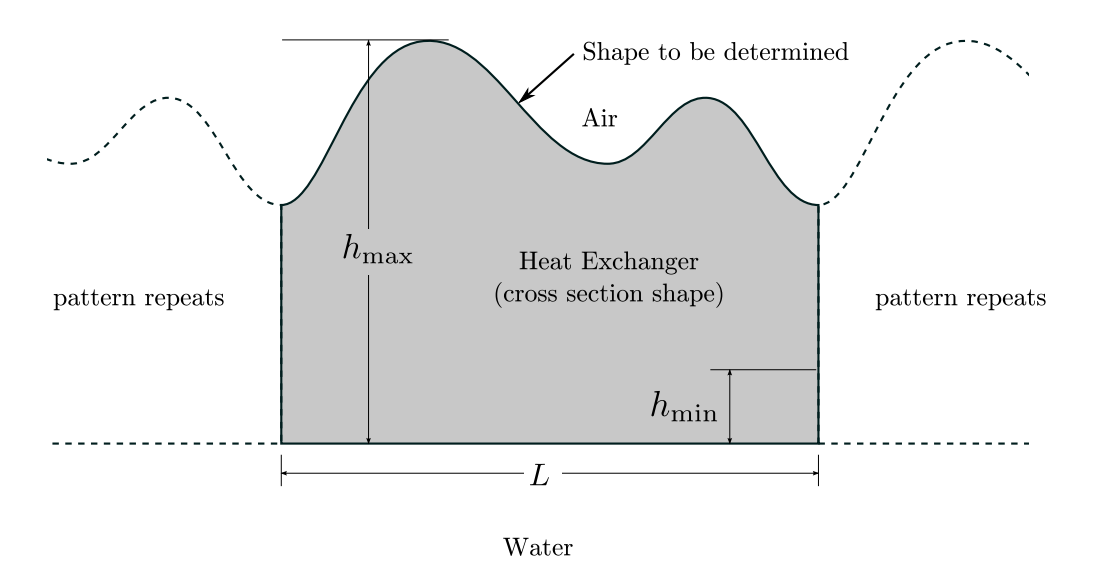 Shape to be determined
Air
h_max
Heat Exchanger
(cross section shape)
pattern repeats
pattern repeats
h_min
L
Water